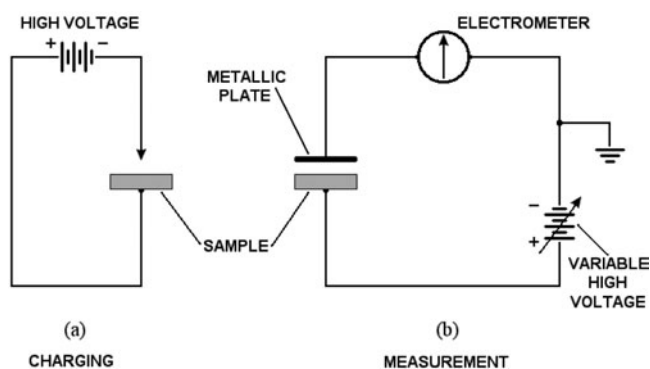 HIGH VOLTAGE
+ −
SAMPLE
(a)
CHARGING
ELECTROMETER
METALLIC
PLATE
−
+
VARIABLE
HIGH
VOLTAGE
(b)
MEASUREMENT